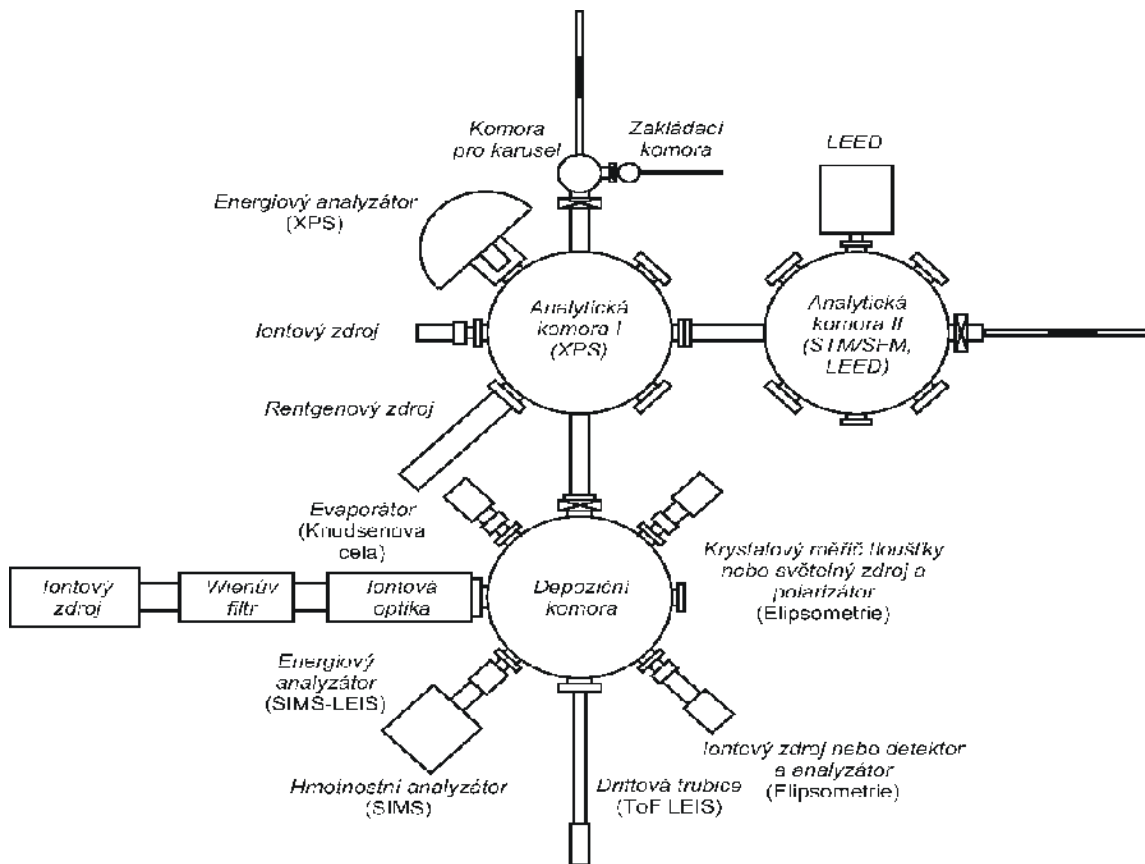 Komora
pro karusel
Zakládací
komora
LEED
Energiový analyzátor
(XPS)
Analytická
komora I
(XPS)
Analytická
komora II
(STM/SFM,
LEED)
Iontový zdroj
Rentgenový zdroj
Evaporátor
(Knudsenova
cela)
Krystalový měřič tloušťky
nebo světelný zdroj a
polarizátor
(Elipsometrie)
Iontový
zdroj
Wienův
filtr
Iontová
optika
Depoziční
komora
Energiový
analyzátor
(SIMS-LEIS)
Hmotnostní analyzátor
(SIMS)
Driftová trubice
(ToF LEIS)
Iontový zdroj nebo detektor
a analyzátor
(Elipsometrie)